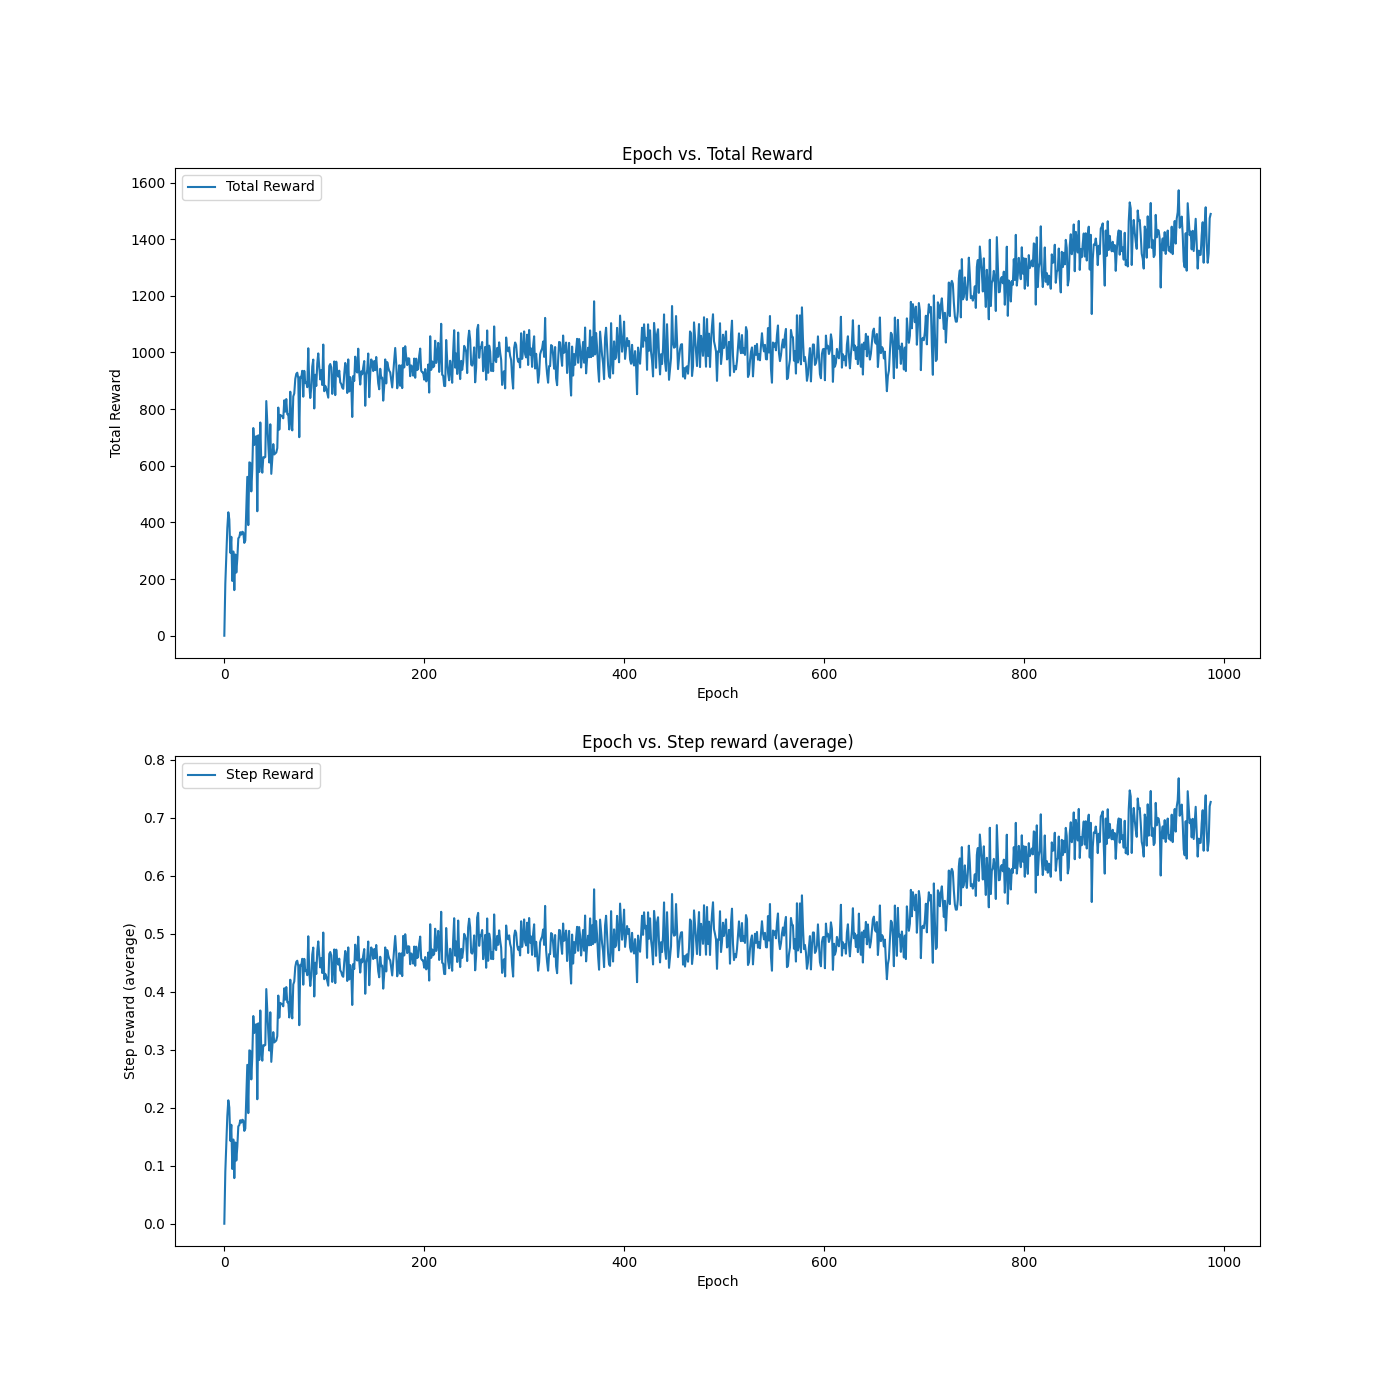 Epoch vs. Total Reward
Total Reward
1600
1400
1200
1000
800
600
400
200
0
Total Reward
0 200 400 600 800 1000
Epoch
Epoch vs. Step reward (average)
Step Reward
0.8
0.7
0.6
0.5
0.4
0.3
0.2
0.1
0.0
Step reward (average)
0 200 400 600 800 1000
Epoch